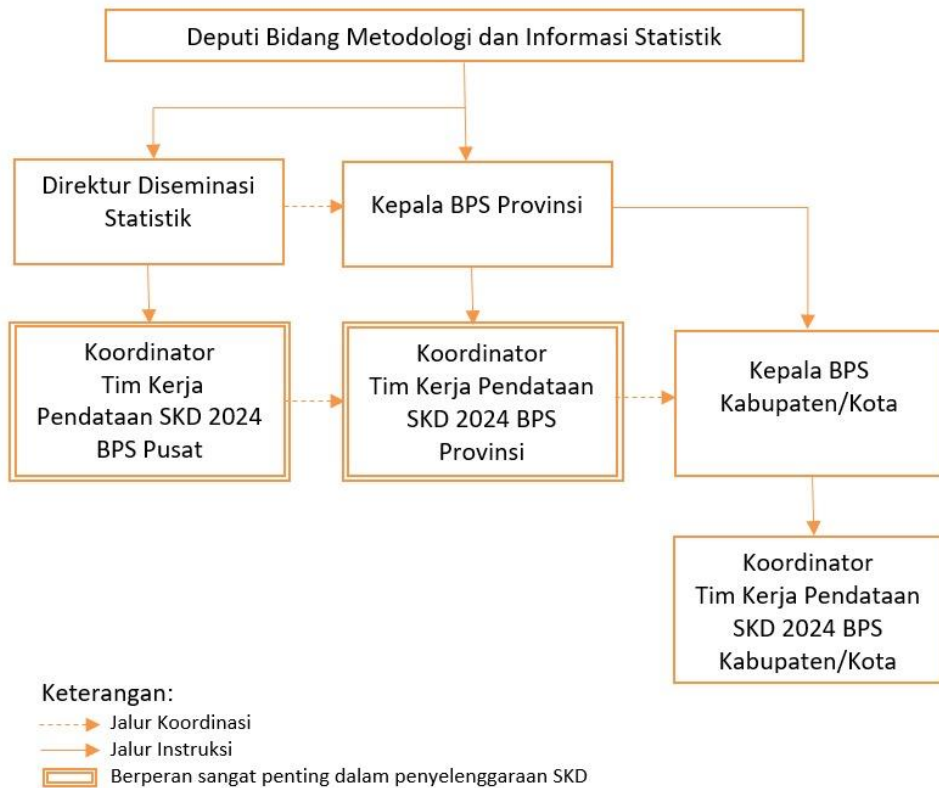 Deputi Bidang Metodologi dan Informasi Statistik
Direktur Diseminasi
Statistik
Kepala BPS Provinsi
Koordinator
Tim Kerja
Pendataan SKD 2024
BPS Pusat
Koordinator
Tim Kerja Pendataan
SKD 2024 BPS
Provinsi
Kepala BPS
Kabupaten/Kota
Koordinator
Tim Kerja Pendataan
SKD 2024 BPS
Kabupaten/Kota
Keterangan:
Jalur Koordinasi
Jalur Instruksi
Berperan sangat penting dalam penyelenggaraan SKD